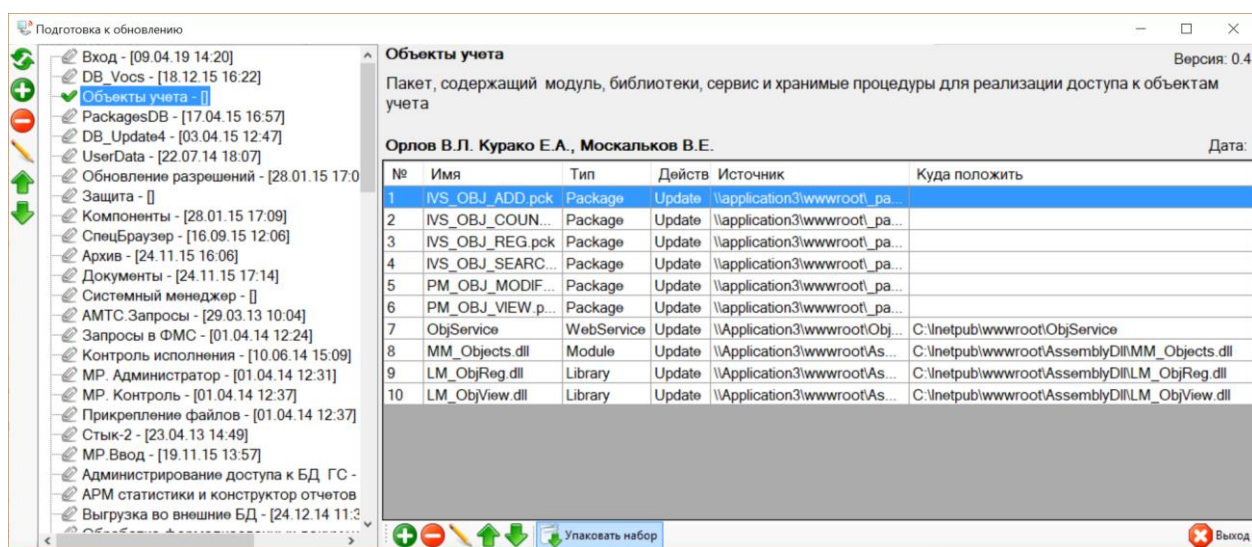 Подготовка к обновлению
Вход - [09.04.19 14:20]
DB_Vocs - [18.12.15 16:22]
Объекты учета - []
PackagesDB - [17.04.15 16:57]
DB_Update4 - [03.04.15 12:47]
UserData - [22.07.14 18:07]
Обновление разрешений - [28.01.15 17:0
Защита - []
Компоненты - [28.01.15 17:09]
СпецБраузер - [16.09.15 12:06]
Архив - [24.11.15 16:06]
Документы - [24.11.15 17:14]
Системный менеджер - []
АМТС.Запросы - [29.03.13 10:04]
Запросы в ФМС - [01.04.14 12:24]
Контроль исполнения - [10.06.14 15:09]
МР. Администратор - [01.04.14 12:31]
МР. Контроль - [01.04.14 12:37]
Прикрепление файлов - [01.04.14 12:37]
Стык-2 - [23.04.13 14:49]
МР.Ввод - [19.11.15 13:57]
Администрирование доступа к БД ГС -
АРМ статистики и конструктор отчетов
Выгрузка во внешние БД - [24.12.14 11:3
Объекты учета
Версия: 0.4
Пакет, содержащий модуль, библиотеки, сервис и хранимые процедуры для реализации доступа к объектам
учета
Орлов В.Л. Курако Е.А., Москальков В.Е. Дата:
№ Имя Тип Действ Источник Куда положить
1 IVS_OBJ_ADD.pck Package Update \\application3\wwwroot\_pa...
2 IVS_OBJ_COUN... Package Update \\application3\wwwroot\_pa...
3 IVS_OBJ_REG.pck Package Update \\application3\wwwroot\_pa...
4 IVS_OBJ_SEARC... Package Update \\application3\wwwroot\_pa...
5 PM_OBJ_MODIF... Package Update \\application3\wwwroot\_pa...
6 PM_OBJ_VIEW.p... Package Update \\application3\wwwroot\_pa...
7 ObjService WebService Update \\Application3\wwwroot\Obj... C:\Inetpub\wwwroot\ObjService
8 MM_Objects.dll Module Update \\Application3\wwwroot\As... C:\Inetpub\wwwroot\AssemblyDll\MM_Objects.dll
9 LM_ObjReg.dll Library Update \\Application3\wwwroot\As... C:\Inetpub\wwwroot\AssemblyDll\LM_ObjReg.dll
10 LM_ObjView.dll Library Update \\Application3\wwwroot\As... C:\Inetpub\wwwroot\AssemblyDll\LM_ObjView.dll
Упаковать набор
Выход